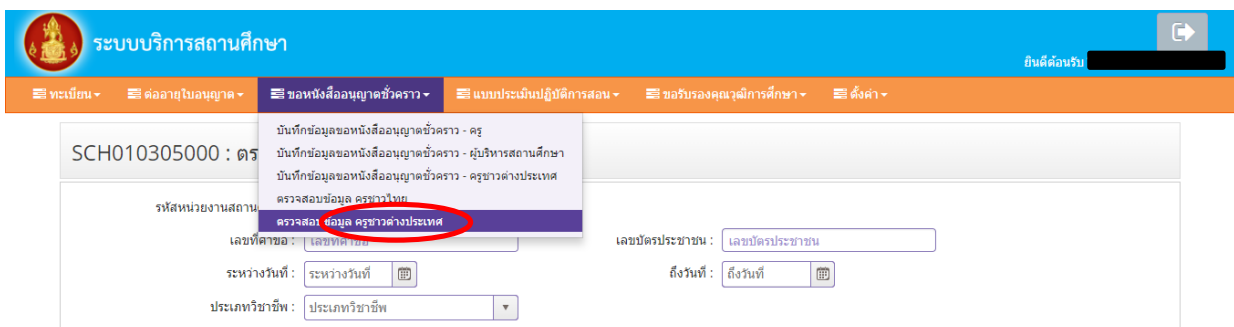 ระบบบริการสถานศึกษา
ยินดีต้อนรับ
ทะเบียน ต่ออายุใบอนุญาต ขอหนังสืออนุญาตชั่วคราว แบบประเมินปฏิบัติการสอน ขอรับรองคุณวุฒิการศึกษา ตั้งค่า
บันทึกข้อมูลขอหนังสืออนุญาตชั่วคราว - ครู
SCH010305000 : ตร
บันทึกข้อมูลขอหนังสืออนุญาตชั่วคราว - ผู้บริหารสถานศึกษา
บันทึกข้อมูลขอหนังสืออนุญาตชั่วคราว - ครูชาวต่างประเทศ
ตรวจสอบข้อมูล ครูชาวไทย
รหัสหน่วยงานสถาน
ตรวจสอบข้อมูล ครูชาวต่างประเทศ
เลขที่คำขอ : เลขที่คำขอ เลขบัตรประชาชน : เลขบัตรประชาชน
ระหว่างวันที่ : ระหว่างวันที่ ถึงวันที่ : ถึงวันที่
ประเภทวิชาชีพ : ประเภทวิชาชีพ